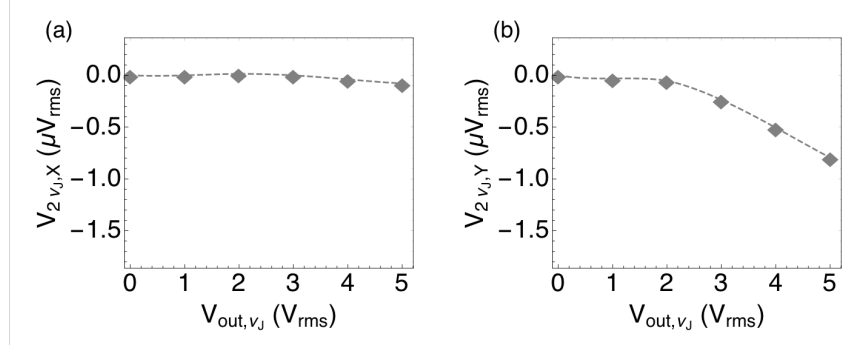 (a)
0.0
−0.5
−1.0
−1.5
V2 νJ,X (μVrms)
0 1 2 3 4 5
Vout,νJ (Vrms)
(b)
0.0
−0.5
−1.0
−1.5
V2 νJ,Y (μVrms)
0 1 2 3 4 5
Vout,νJ (Vrms)